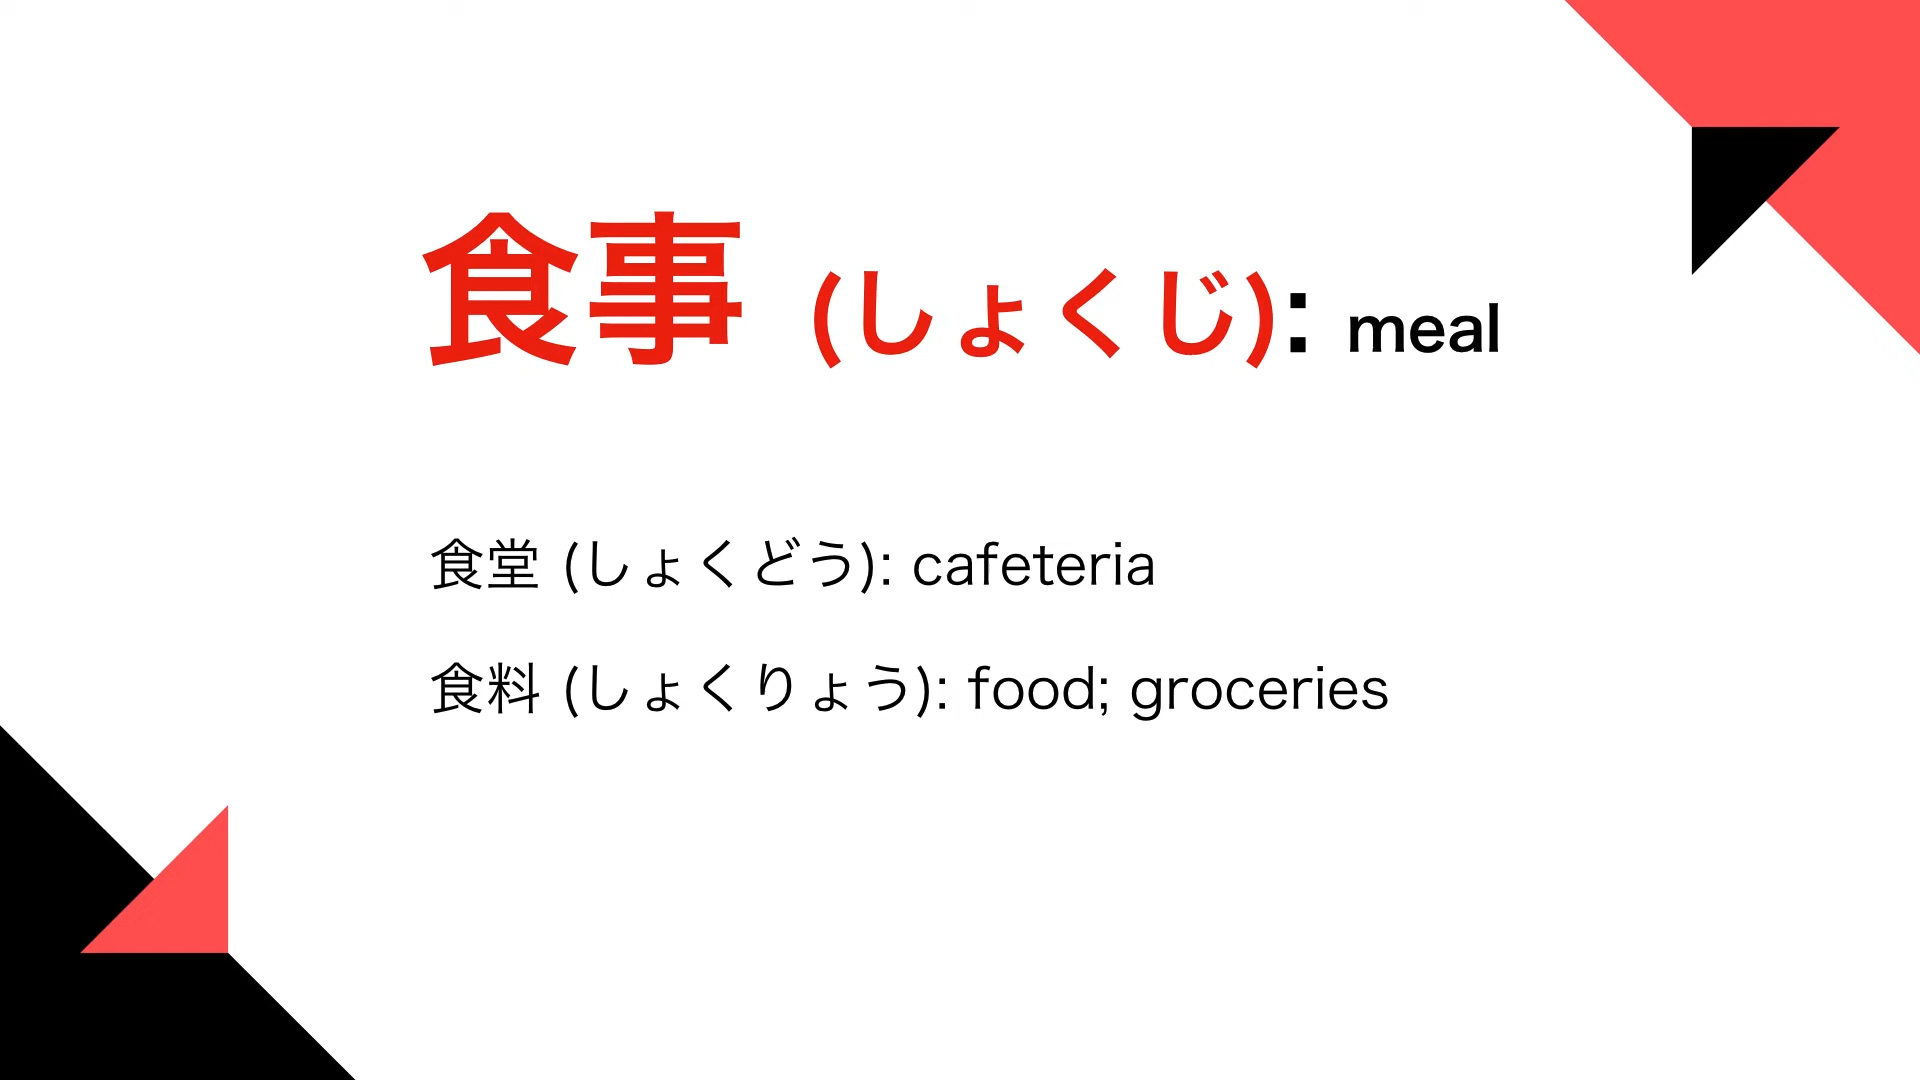 食事 (しょくじ): meal
食堂 (しょくどう): cafeteria
食料 (しょくりょう): food; groceries